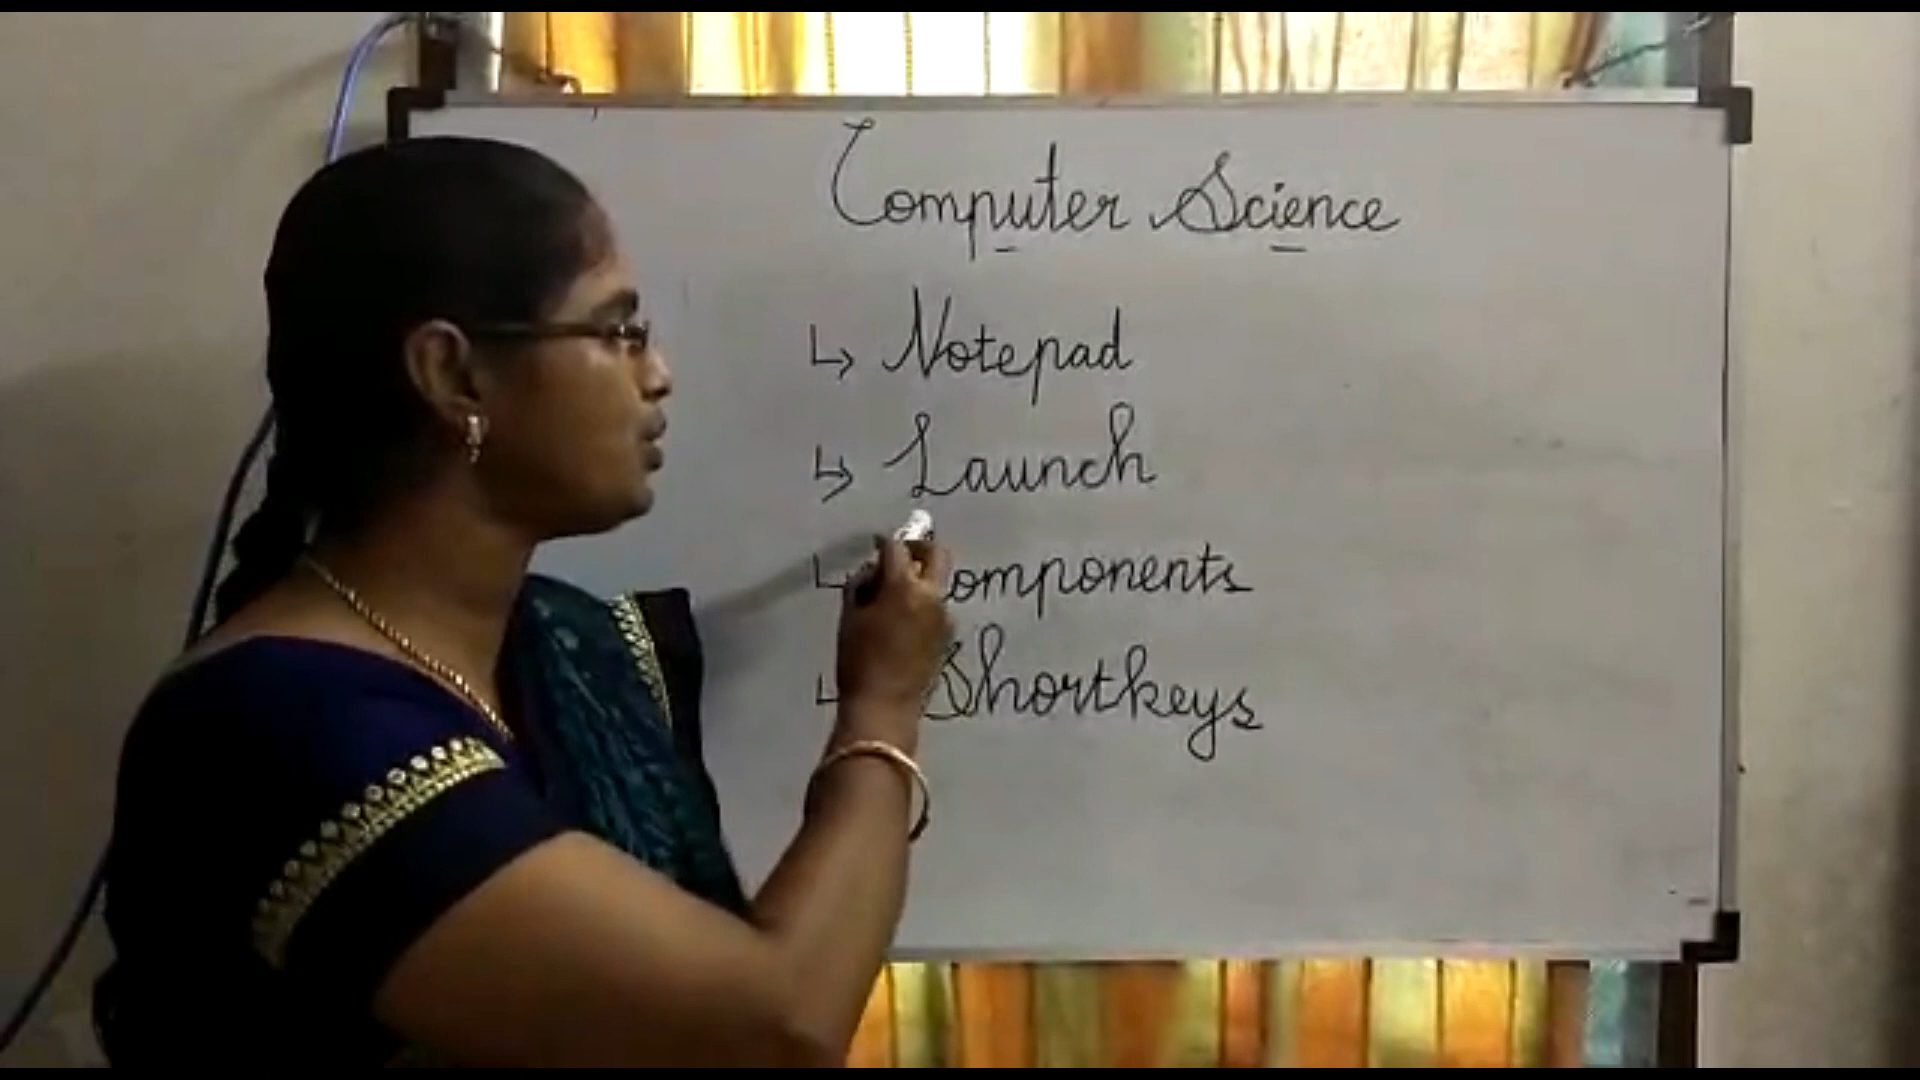 Computer Science
↳ Notepad
↳ Launch
↳ Components
↳ Shortkeys